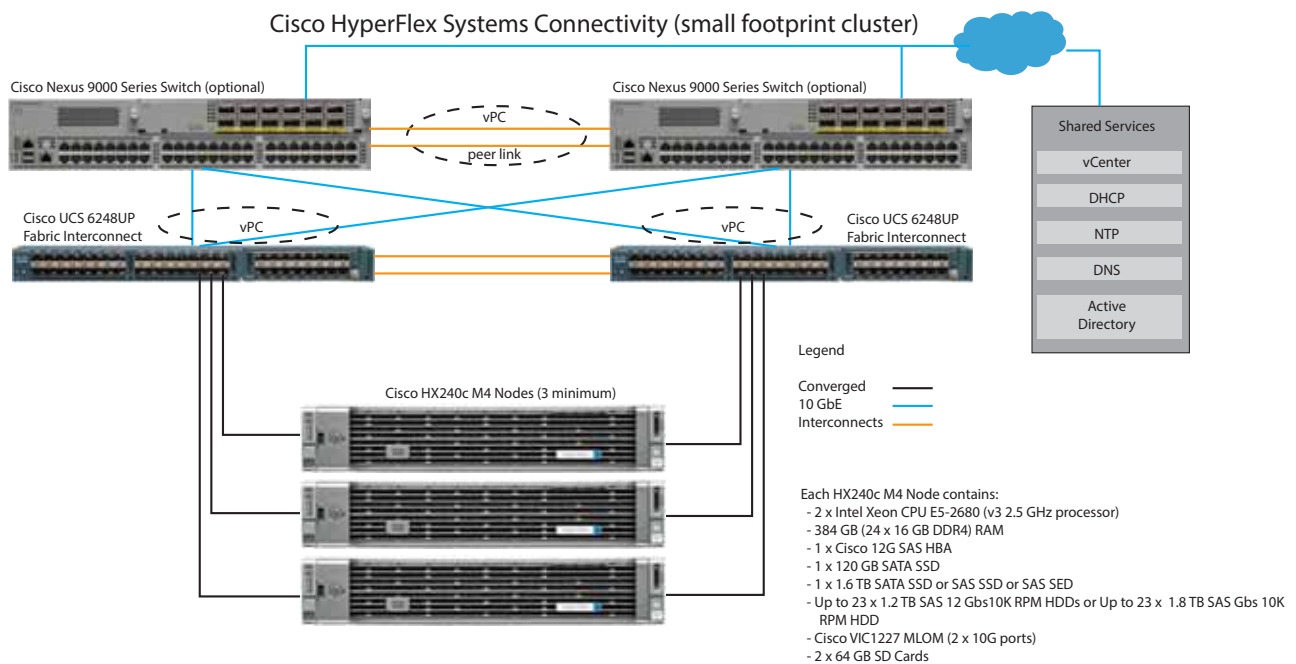 Cisco HyperFlex Systems Connectivity (small footprint cluster)
Cisco Nexus 9000 Series Switch (optional)
Cisco Nexus 9000 Series Switch (optional)
vPC
peer link
Shared Services
vCenter
DHCP
NTP
DNS
Active
Directory
Cisco UCS 6248UP
Fabric Interconnect
vPC
vPC
Cisco UCS 6248UP
Fabric Interconnect
Legend
Converged
10 GbE
Interconnects
Cisco HX240c M4 Nodes (3 minimum)
Each HX240c M4 Node contains:
- 2 x Intel Xeon CPU E5-2680 (v3 2.5 GHz processor)
- 384 GB (24 x 16 GB DDR4) RAM
- 1 x Cisco 12G SAS HBA
- 1 x 120 GB SATA SSD
- 1 x 1.6 TB SATA SSD or SAS SSD or SAS SED
- Up to 23 x 1.2 TB SAS 12 Gbs10K RPM HDDs or Up to 23 x 1.8 TB SAS Gbs 10K
RPM HDD
- Cisco VIC1227 MLOM (2 x 10G ports)
- 2 x 64 GB SD Cards